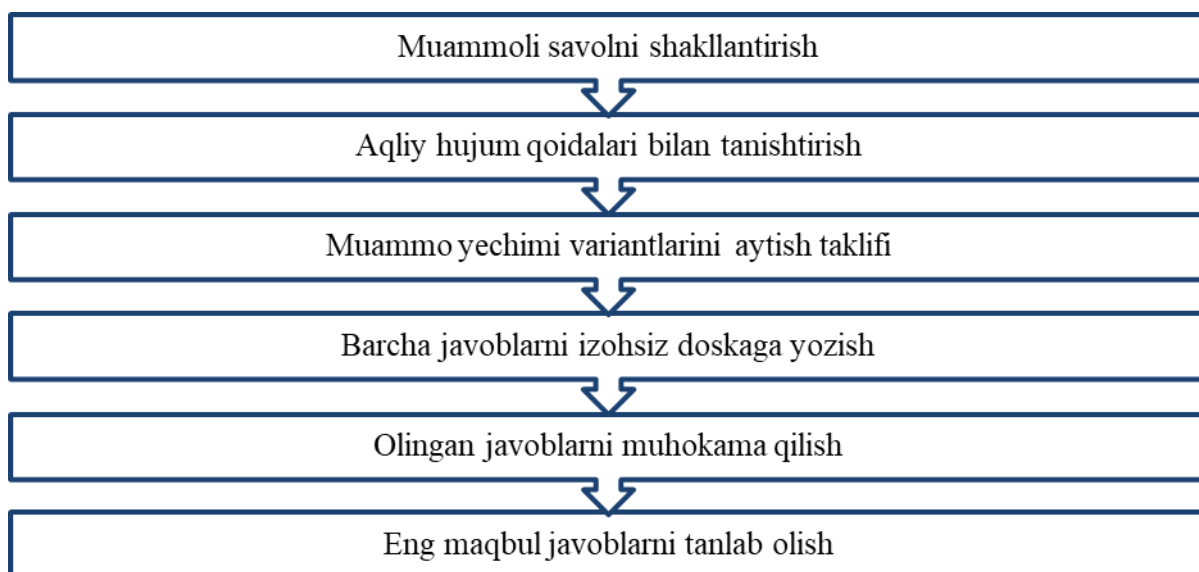 Muammoli savolni shakllantirish
Aqliy hujum qoidalari bilan tanishtirish
Muammo yechimi variantlarini aytish taklifi
Barcha javoblarni izohsiz doskaga yozish
Olingan javoblarni muhokama qilish
Eng maqbul javoblarni tanlab olish